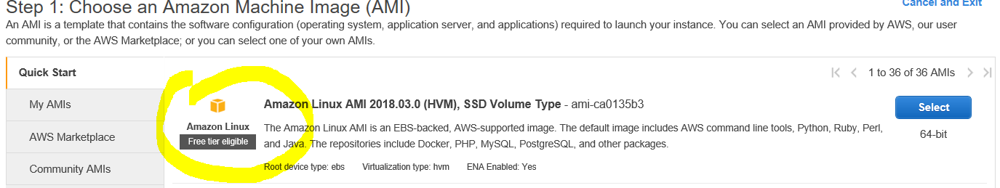 Step 1: Choose an Amazon Machine Image (AMI)
Cancel and Exit
An AMI is a template that contains the software configuration (operating system, application server, and applications) required to launch your instance. You can select an AMI provided by AWS, our user
community, or the AWS Marketplace; or you can select one of your own AMIs.
Quick Start
1 to 36 of 36 AMIs
My AMIs
AWS Marketplace
Community AMIs
Amazon Linux
Free tier eligible
Amazon Linux AMI 2018.03.0 (HVM), SSD Volume Type - ami-ca0135b3
The Amazon Linux AMI is an EBS-backed, AWS-supported image. The default image includes AWS command line tools, Python, Ruby, Perl,
and Java. The repositories include Docker, PHP, MySQL, PostgreSQL, and other packages.
Root device type: ebs Virtualization type: hvm ENA Enabled: Yes
Select
64-bit